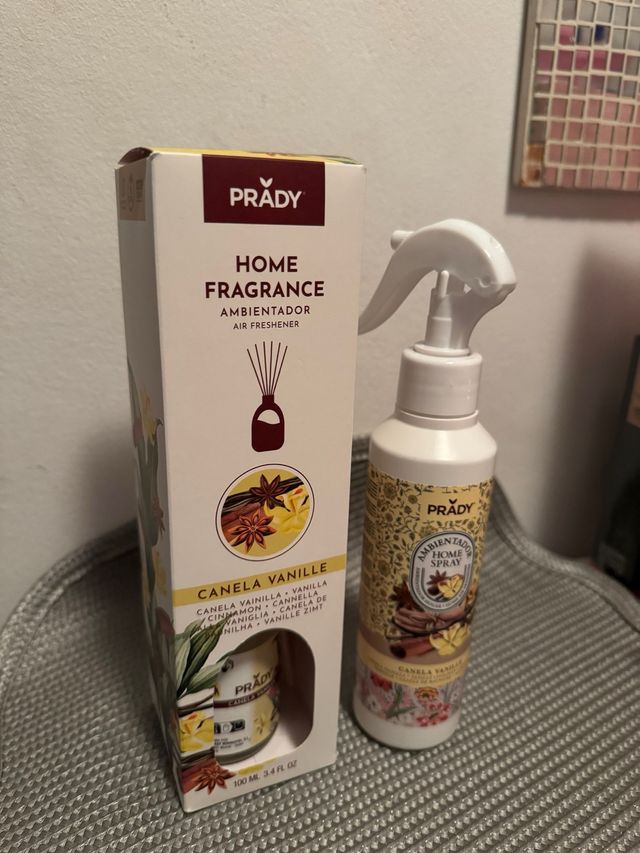 PRADY
HOME
FRAGRANCE
AMBIENTADOR
AIR FRESHENER
CANELA VANILLE
CANELA VAINILLA • VANILLA
CINNAMON • CANNELLA
VANIGLIA • CANELA DE
VANILLE ZIMT
PRADY
CANELA
100 ML 3.4 FL OZ
PRADY
AMBIENTADOR
HOME
SPRAY
CANELA VANILLE